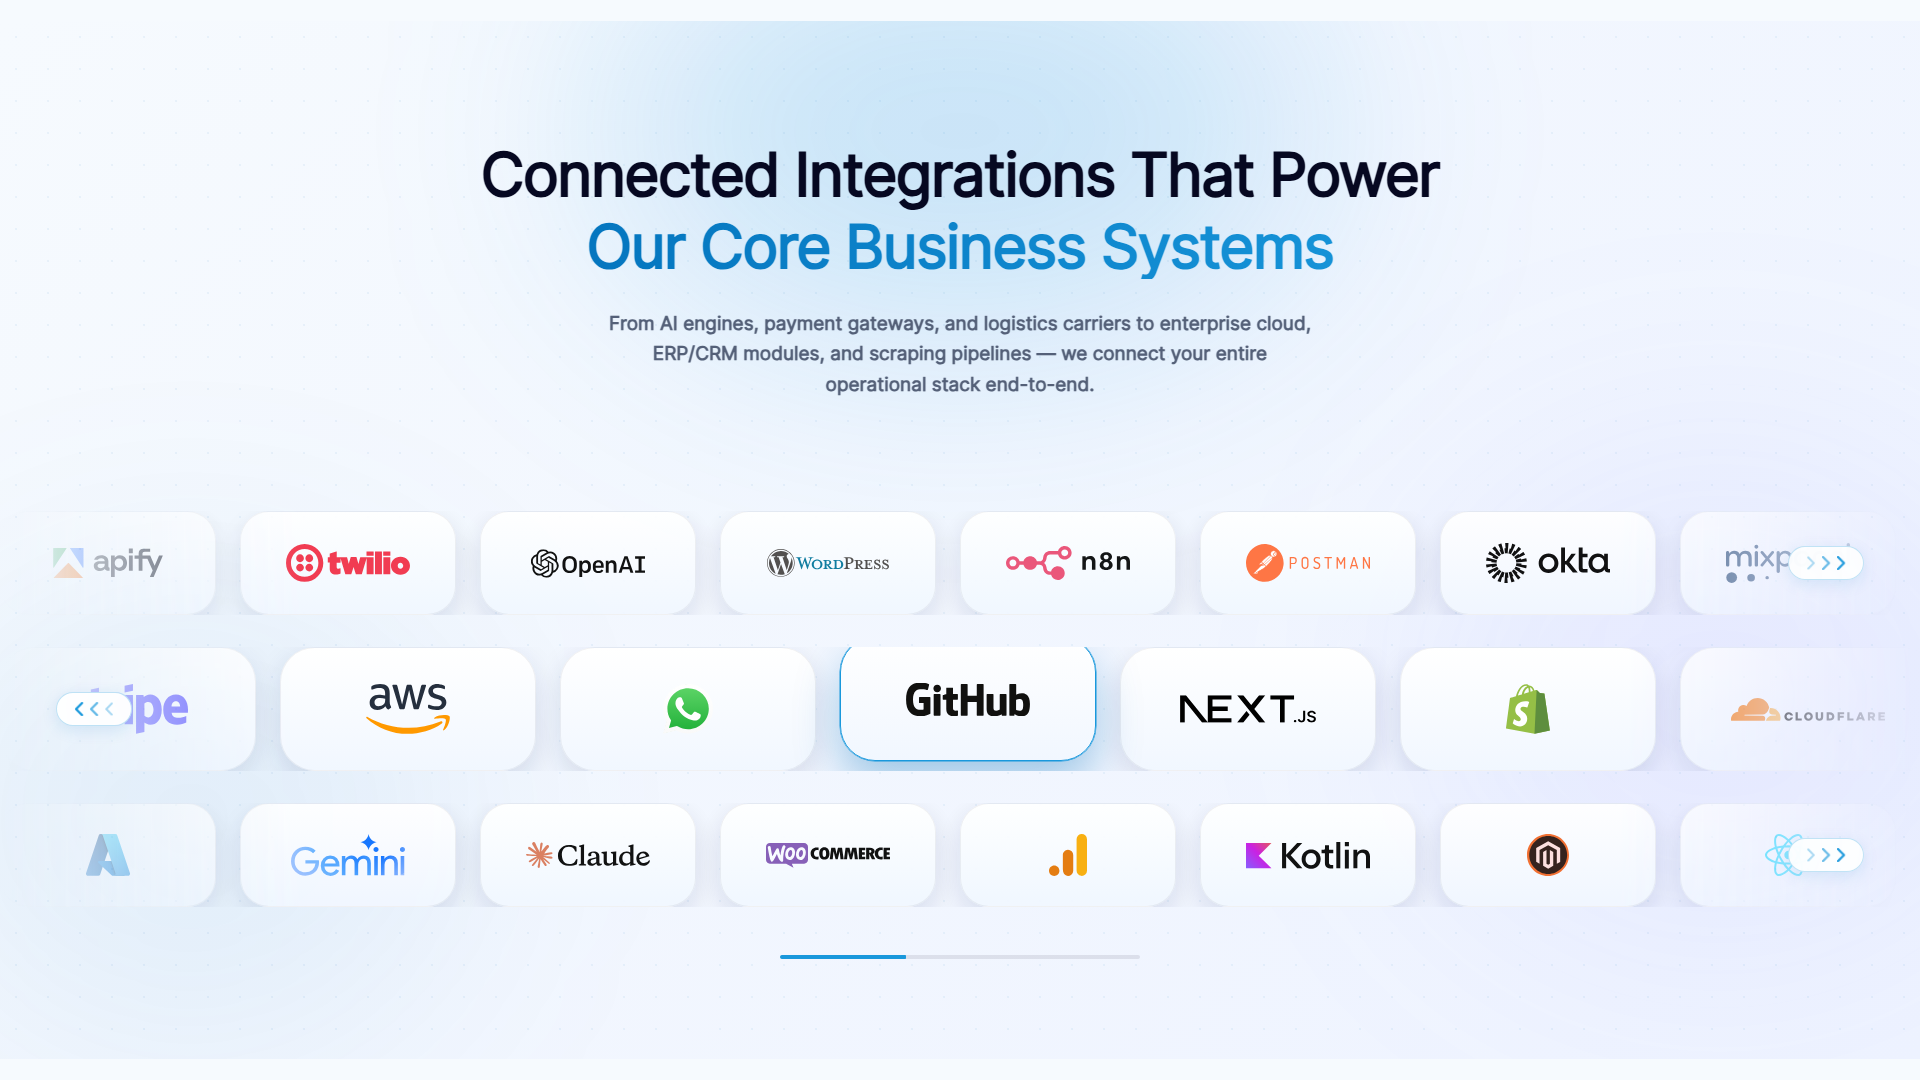 Connected Integrations That Power
Our Core Business Systems
From AI engines, payment gateways, and logistics carriers to enterprise cloud,
ERP/CRM modules, and scraping pipelines — we connect your entire
operational stack end-to-end.
apify
twilio
OpenAI
WORDPRESS
n8n
POSTMAN
okta
mixp
ipe
aws
GitHub
NEXT.JS
CLOUDFLARE
Gemini
Claude
WOO COMMERCE
Kotlin